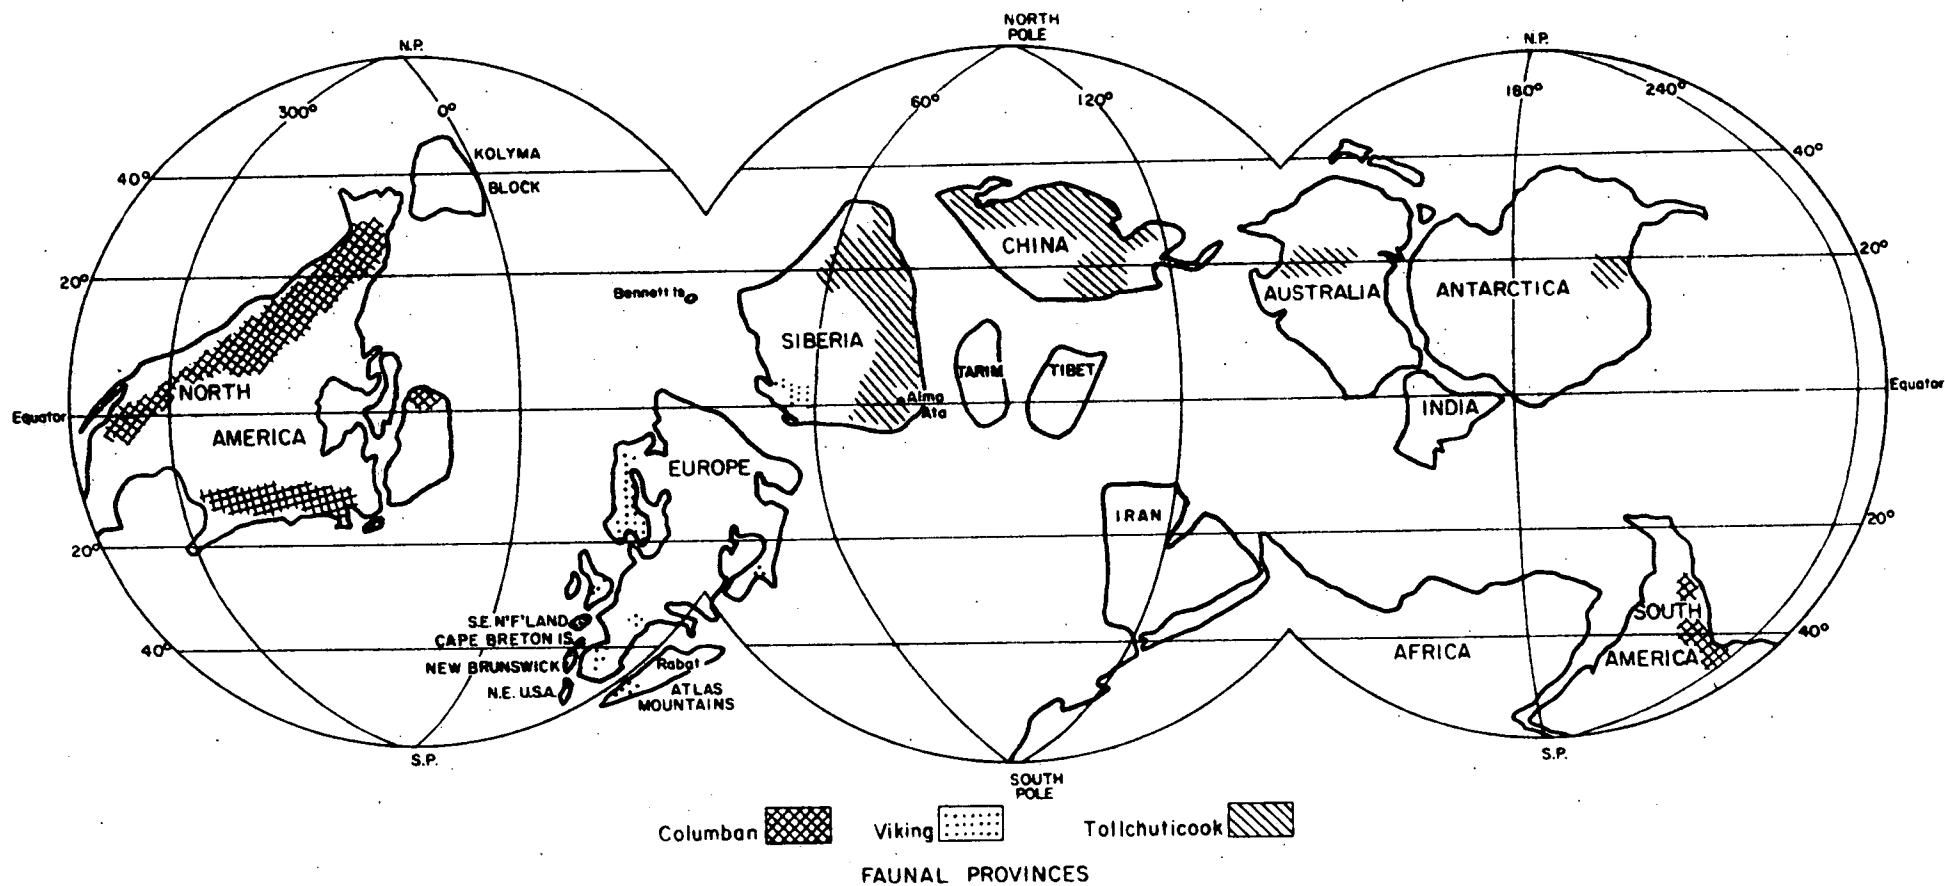 NORTH
POLE
N.P.
N.P.
300°
0°
60°
120°
180°
240°
KOLYMA
BLOCK
40°
40°
20°
20°
CHINA
Bennett Is
AUSTRALIA
ANTARCTICA
SIBERIA
TARIM
TIBET
NORTH
AMERICA
Alma
Ata
INDIA
Equator
Equator
EUROPE
IRAN
20°
20°
S.E. N'F'LAND
CAPE BRETON IS
NEW BRUNSWICK
N.E. U.S.A.
Rabat
ATLAS
MOUNTAINS
40°
40°
AFRICA
SOUTH
AMERICA
S.P.
S.P.
SOUTH
POLE
Columban
Viking
Tollchuticook
FAUNAL PROVINCES